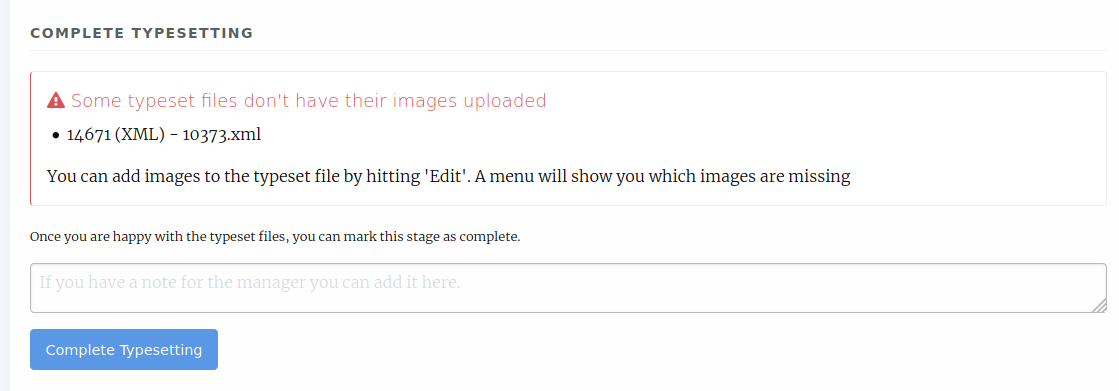 COMPLETE TYPESETTING
Some typeset files don't have their images uploaded
• 14671 (XML) - 10373.xml
You can add images to the typeset file by hitting 'Edit'. A menu will show you which images are missing
Once you are happy with the typeset files, you can mark this stage as complete.
If you have a note for the manager you can add it here.
Complete Typesetting